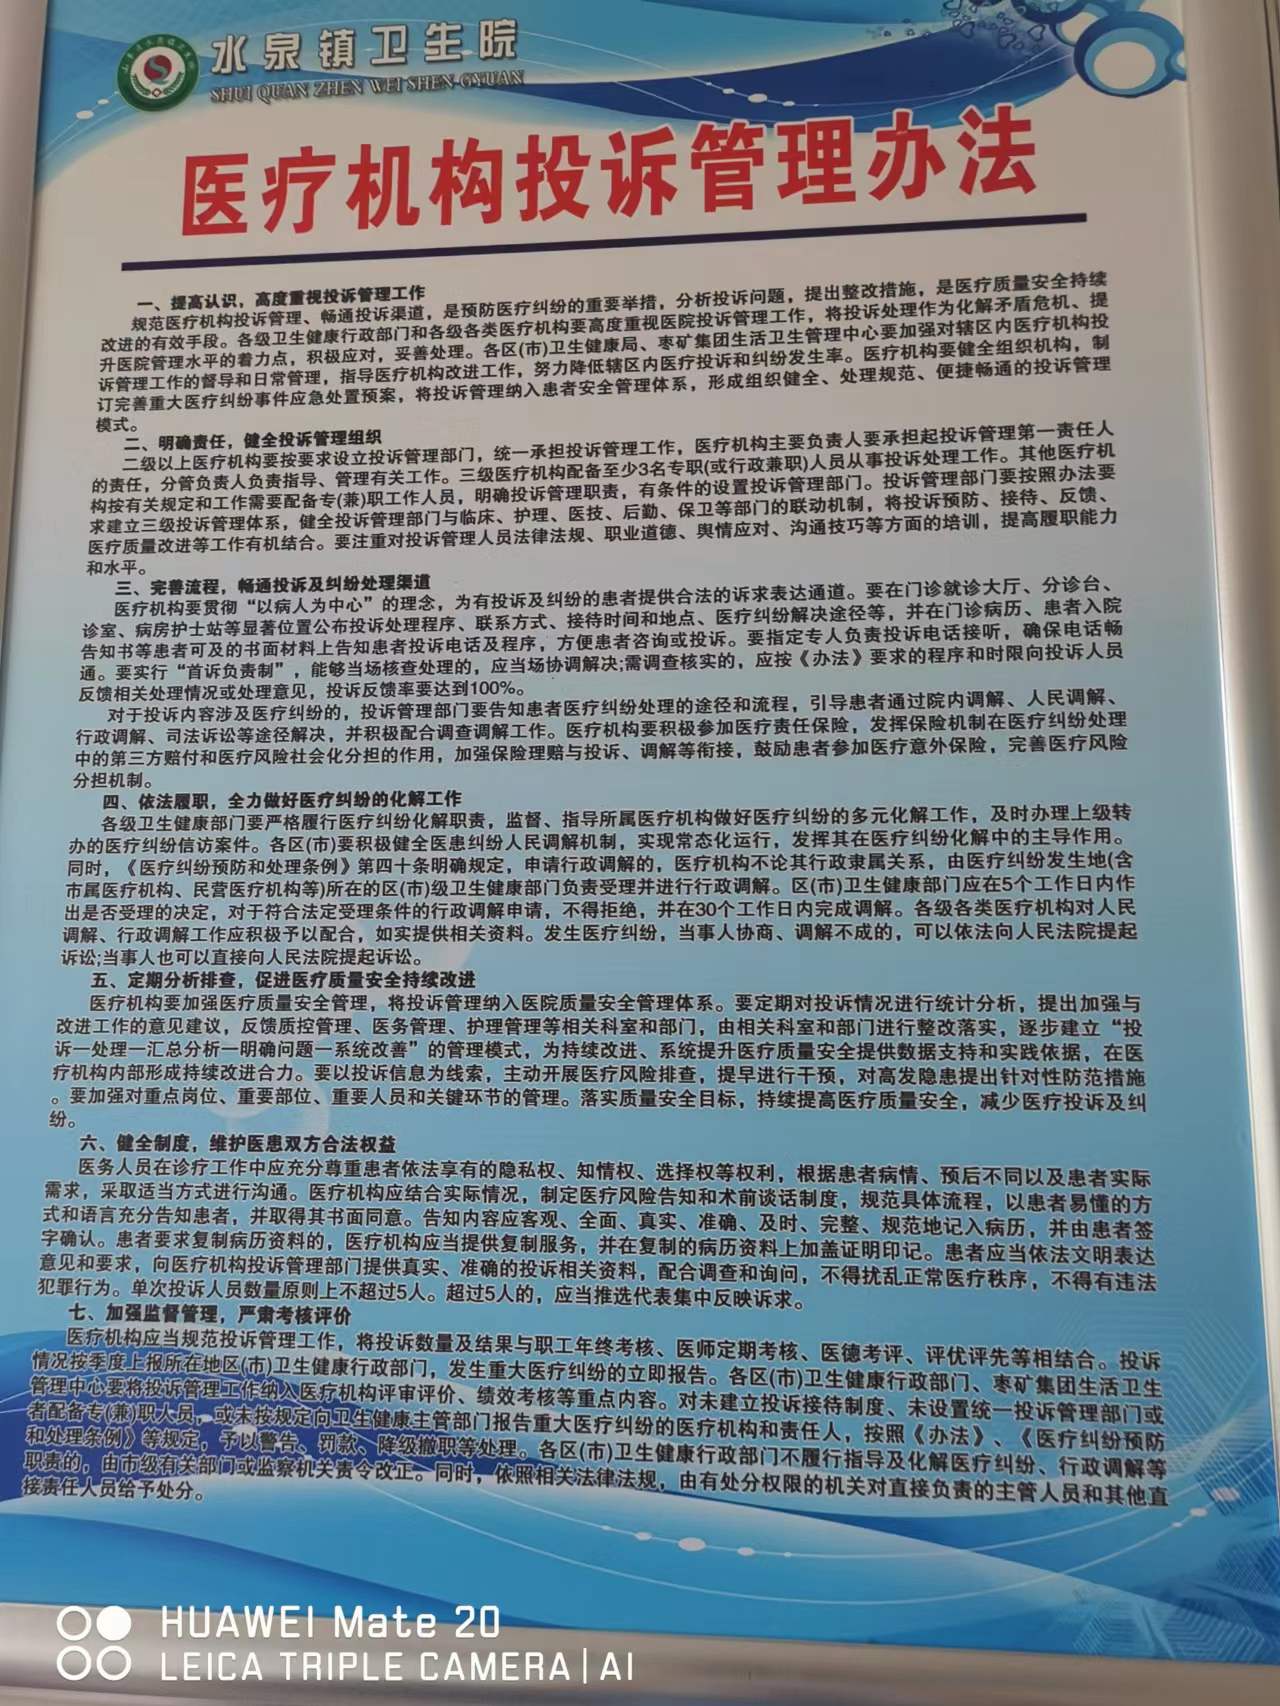 水泉镇卫生院
SHUI QUAN ZHEN WEI SHEN GYUAN
医疗机构投诉管理办法
一、提高认识，高度重视投诉管理工作
规范医疗机构投诉管理、畅通投诉渠道，是预防医疗纠纷的重要举措，分析投诉问题，提出整改措施，是医疗质量安全持续
改进的有效手段。各级卫生健康行政部门和各级各类医疗机构要高度重视医院投诉管理工作，将投诉处理作为化解矛盾危机、提
升医院管理水平的着力点，积极应对，妥善处理。各区(市)卫生健康局、枣矿集团生活卫生管理中心要加强对辖区内医疗机构投
诉管理工作的督导和日常管理，指导医疗机构改进工作，努力降低辖区内医疗投诉和纠纷发生率。医疗机构要健全组织机构，制
订完善重大医疗纠纷事件应急处置预案，将投诉管理纳入患者安全管理体系，形成组织健全、处理规范、便捷畅通的投诉管理
模式。
二、明确责任，健全投诉管理组织
二级以上医疗机构要按要求设立投诉管理部门，统一承担投诉管理工作，医疗机构主要负责人要承担起投诉管理第一责任人
的责任，分管负责人负责指导、管理有关工作。三级医疗机构配备至少3名专职(或行政兼职)人员从事投诉处理工作。其他医疗机
构按有关规定和工作需要配备专(兼)职工作人员，明确投诉管理职责，有条件的设置投诉管理部门。投诉管理部门要按照办法要
求建立三级投诉管理体系，健全投诉管理部门与临床、护理、医技、后勤、保卫等部门的联动机制，将投诉预防、接待、反馈、
医疗质量改进等工作有机结合。要注重对投诉管理人员法律法规、职业道德、舆情应对、沟通技巧等方面的培训，提高履职能力
和水平。
三、完善流程，畅通投诉及纠纷处理渠道
医疗机构要贯彻“以病人为中心”的理念，为有投诉及纠纷的患者提供合法的诉求表达通道。要在门诊就诊大厅、分诊台、
诊室、病房护士站等显著位置公布投诉处理程序、联系方式、接待时间和地点、医疗纠纷解决途径等，并在门诊病历、患者入院
告知书等患者可及的书面材料上告知患者投诉电话及程序，方便患者咨询或投诉。要指定专人负责投诉电话接听，确保电话畅
通。要实行“首诉负责制”，能够当场核查处理的，应当场协调解决;需调查核实的，应按《办法》要求的程序和时限向投诉人员
反馈相关处理情况或处理意见，投诉反馈率要达到100%。
对于投诉内容涉及医疗纠纷的，投诉管理部门要告知患者医疗纠纷处理的途径和流程，引导患者通过院内调解、人民调解、
行政调解、司法诉讼等途径解决，并积极配合调查调解工作。医疗机构要积极参加医疗责任保险，发挥保险机制在医疗纠纷处理
中的第三方赔付和医疗风险社会化分担的作用，加强保险理赔与投诉、调解等衔接，鼓励患者参加医疗意外保险，完善医疗风险
分担机制。
四、依法履职，全力做好医疗纠纷的化解工作
各级卫生健康部门要严格履行医疗纠纷化解职责，监督、指导所属医疗机构做好医疗纠纷的多元化解工作，及时办理上级转
办的医疗纠纷信访案件。各区(市)要积极健全医患纠纷人民调解机制，实现常态化运行，发挥其在医疗纠纷化解中的主导作用。
同时，《医疗纠纷预防和处理条例》第四十条明确规定，申请行政调解的，医疗机构不论其行政隶属关系，由医疗纠纷发生地(含
市属医疗机构、民营医疗机构等)所在的区(市)级卫生健康部门负责受理并进行行政调解。区(市)卫生健康部门应在5个工作日内作
出是否受理的决定，对于符合法定受理条件的行政调解申请，不得拒绝，并在30个工作日内完成调解。各级各类医疗机构对人民
调解、行政调解工作应积极予以配合，如实提供相关资料。发生医疗纠纷，当事人协商、调解不成的，可以依法向人民法院提起
诉讼;当事人也可以直接向人民法院提起诉讼。
五、定期分析排查，促进医疗质量安全持续改进
医疗机构要加强医疗质量安全管理，将投诉管理纳入医院质量安全管理体系。要定期对投诉情况进行统计分析，提出加强与
改进工作的意见建议，反馈质控管理、医务管理、护理管理等相关科室和部门，由相关科室和部门进行整改落实，逐步建立“投
诉一处理一汇总分析一明确问题一系统改善”的管理模式，为持续改进、系统提升医疗质量安全提供数据支持和实践依据，在医
疗机构内部形成持续改进合力。要以投诉信息为线索，主动开展医疗风险排查，提早进行干预，对高发隐患提出针对性防范措施
。要加强对重点岗位、重要部位、重要人员和关键环节的管理。落实质量安全目标，持续提高医疗质量安全，减少医疗投诉及纠
纷。
六、健全制度，维护医患双方合法权益
医务人员在诊疗工作中应充分尊重患者依法享有的隐私权、知情权、选择权等权利，根据患者病情、预后不同以及患者实际
需求，采取适当方式进行沟通。医疗机构应结合实际情况，制定医疗风险告知和术前谈话制度，规范具体流程，以患者易懂的方
式和语言充分告知患者，并取得其书面同意。告知内容应客观、全面、真实、准确、及时、完整、规范地记入病历，并由患者签
字确认。患者要求复制病历资料的，医疗机构应当提供复制服务，并在复制的病历资料上加盖证明印记。患者应当依法文明表达
意见和要求，向医疗机构投诉管理部门提供真实、准确的投诉相关资料，配合调查和询问，不得扰乱正常医疗秩序，不得有违法
犯罪行为。单次投诉人员数量原则上不超过5人。超过5人的，应当推选代表集中反映诉求。
七、加强监督管理，严肃考核评价
医疗机构应当规范投诉管理工作，将投诉数量及结果与职工年终考核、医师定期考核、医德考评、评优评先等相结合。投诉
情况按季度上报所在地区(市)卫生健康行政部门，发生重大医疗纠纷的立即报告。各区(市)卫生健康行政部门、枣矿集团生活卫生
管理中心要将投诉管理工作纳入医疗机构评审评价、绩效考核等重点内容。对未建立投诉接待制度、未设置统一投诉管理部门或
者配备专(兼)职人员，或未按规定向卫生健康主管部门报告重大医疗纠纷的医疗机构和责任人，按照《办法》、《医疗纠纷预防
和处理条例》等规定，予以警告、罚款、降级撤职等处理。各区(市)卫生健康行政部门不履行指导及化解医疗纠纷、行政调解等
职责的，由市级有关部门或监察机关责令改正。同时，依照相关法律法规，由有处分权限的机关对直接负责的主管人员和其他直
接责任人员给予处分。
HUAWEI Mate 20
LEICA TRIPLE CAMERA | AI